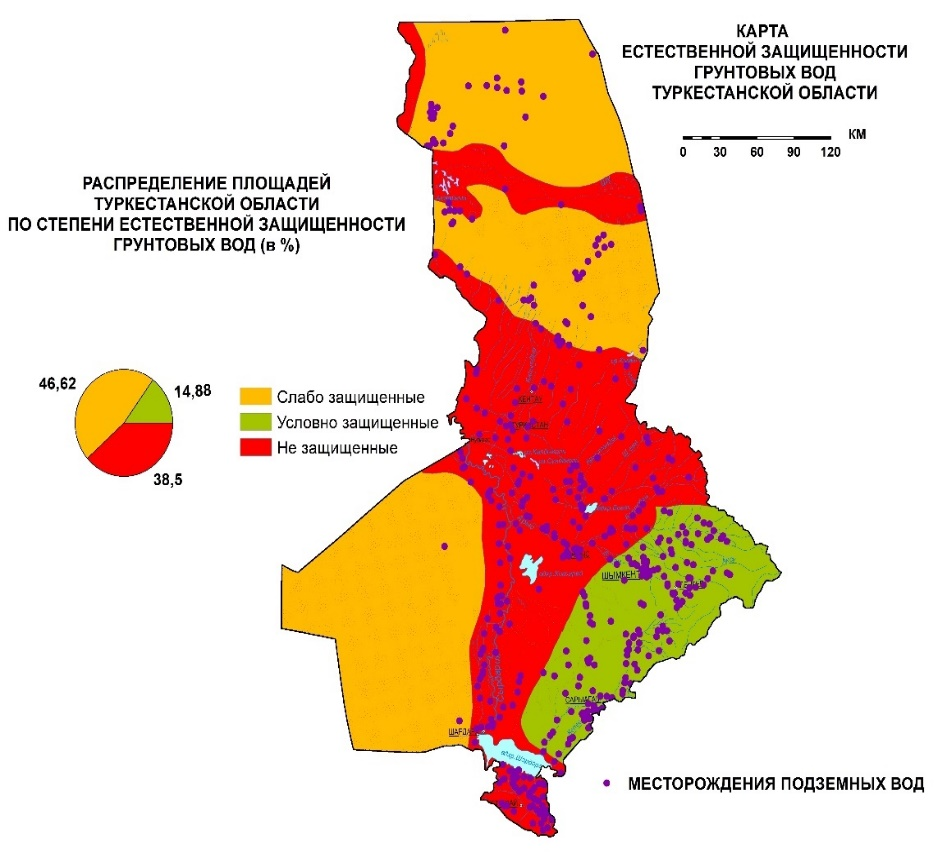 КАРТА
ЕСТЕСТВЕННОЙ ЗАЩИЩЕННОСТИ
ГРУНТОВЫХ ВОД
ТУРКЕСТАНСКОЙ ОБЛАСТИ
КМ
0 30 60 90 120
РАСПРЕДЕЛЕНИЕ ПЛОЩАДЕЙ
ТУРКЕСТАНСКОЙ ОБЛАСТИ
ПО СТЕПЕНИ ЕСТЕСТВЕННОЙ ЗАЩИЩЕННОСТИ
ГРУНТОВЫХ ВОД (в %)
46,62
14,88
38,5
Слабо защищенные
Условно защищенные
Не защищенные
КЕНТАУ
ШЫМКЕНТ
МЕСТОРОЖДЕНИЯ ПОДЗЕМНЫХ ВОД